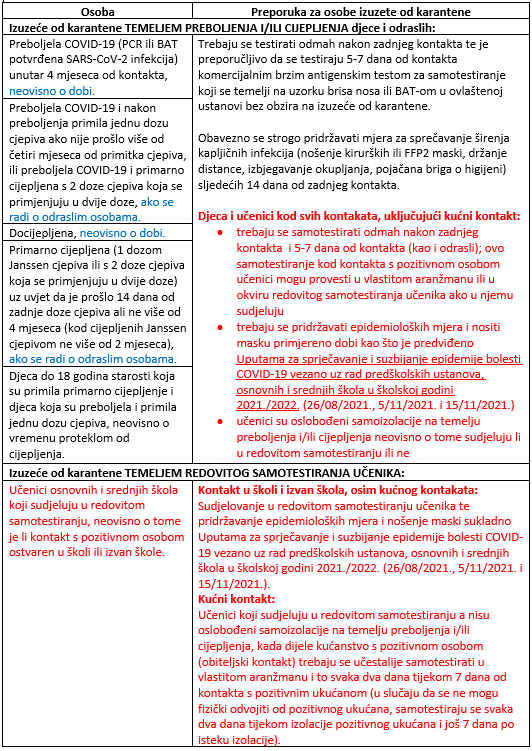 Osoba
Preporuka za osobe izuzete od karantene
Izuzeće od karantene TEMELJEM PREBOLJENJA I/ILI CIJEPLJENJA djece i odraslih:
Preboljela COVID-19 (PCR ili BAT
potvrđena SARS-CoV-2 infekcija)
unutar 4 mjeseca od kontakta,
neovisno o dobi.
Preboljela COVID-19 i nakon
preboljenja primila jednu dozu
cjepiva ako nije prošlo više od
četiri mjeseca od primitka cjepiva,
ili preboljela COVID-19 i primarno
cijepljena s 2 doze cjepiva koja se
primjenjuju u dvije doze), ako se
radi o odraslim osobama.
Docijepljena, neovisno o dobi.
Primarno cijepljena (1 dozom
Janssen cjepiva ili s 2 doze cjepiva
koja se primjenjuju u dvije doze)
uz uvjet da je prošlo 14 dana od
zadnje doze cjepiva ali ne više od
4 mjeseca (kod cijepljenih Janssen
cjepivom ne više od 2 mjeseca),
ako se radi o odraslim osobama.
Djeca do 18 godina starosti koja
su primila primarno cijepljenje i
djeca koja su preboljela i primila
jednu dozu cjepiva, neovisno o
vremenu proteklom od
cijepljenja.
Trebaju se testirati odmah nakon zadnjeg kontakta te je
preporučljivo da se testiraju 5-7 dana od kontakta
komercijalnim brzim antigenskim testom za samotestiranje
koji se temelji na uzorku brisa nosa ili BAT-om u ovlaštenoj
ustanovi bez obzira na izuzeće od karantene.
Obavezno se strogo pridržavati mjera za sprečavanje širenja
kapljičnih infekcija (nošenje kirurških ili FFP2 maski, držanje
distance, izbjegavanje okupljanja, pojačana briga o higijeni)
sljedećih 14 dana od zadnjeg kontakta.
Djeca i učenici kod svih kontakata, uključujući kućni kontakt:
• trebaju se samotestirati odmah nakon zadnjeg
kontakta i 5-7 dana od kontakta (kao i odrasli); ovo
samotestiranje kod kontakta s pozitivnom osobom
učenici mogu provesti u vlastitom aranžmanu ili u
okviru redovitog samotestiranja učenika ako u njemu
sudjeluju
• trebaju se pridržavati epidemioloških mjera i nositi
masku primjereno dobi kao što je predviđeno
Uputama za sprječavanje i suzbijanje epidemije bolesti
COVID-19 vezano uz rad predškolskih ustanova,
osnovnih i srednjih škola u školskoj godini
2021./2022. (26/08/2021., 5/11/2021. i 15/11/2021.)
• učenici su oslobođeni samoizolacije na temelju
preboljenja i/ili cijepljenja neovisno o tome sudjeluju li
u redovitom samotestiranju ili ne
Izuzeće od karantene TEMELJEM REDOVITOG SAMOTESTIRANJA UČENIKA:
Učenici osnovnih i srednjih škola
koji sudjeluju u redovitom
samotestiranju, neovisno o tome
je li kontakt s pozitivnom osobom
ostvaren u školi ili izvan škole.
Kontakt u školi i izvan škola, osim kućnog kontakata:
Sudjelovanje u redovitom samotestiranju učenika te
pridržavanje epidemioloških mjera i nošenje maski sukladno
Uputama za sprječavanje i suzbijanje epidemije bolesti COVID-
19 vezano uz rad predškolskih ustanova, osnovnih i srednjih
škola u školskoj godini 2021./2022. (26/08/2021., 5/11/2021. i
15/11/2021.).
Kućni kontakt:
Učenici koji sudjeluju u redovitom samotestiranju a nisu
oslobođeni samoizolacije na temelju preboljenja i/ili
cijepljenja, kada dijele kućanstvo s pozitivnom osobom
(obiteljski kontakt) trebaju se učestalije samotestirati u
vlastitom aranžmanu i to svaka dva dana tijekom 7 dana od
kontakta s pozitivnim ukućanom (u slučaju da se ne mogu
fizički odvojiti od pozitivnog ukućana, samotestiraju se svaka
dva dana tijekom izolacije pozitivnog ukućana i još 7 dana po
isteku izolacije).